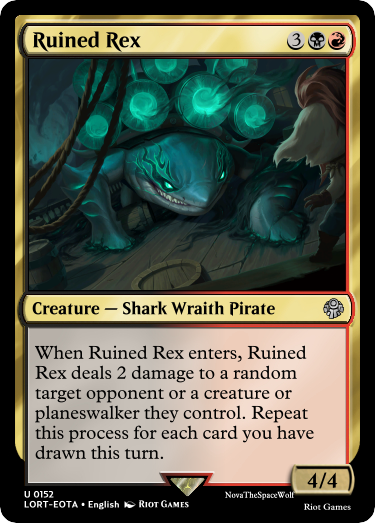 Ruined Rex 3
Creature — Shark Wraith Pirate
When Ruined Rex enters, Ruined
Rex deals 2 damage to a random
target opponent or a creature or
planeswalker they control. Repeat
this process for each card you have
drawn this turn.
4/4
U 0152
LORT-EOTA • English Riot Games
NovaTheSpaceWolf
Riot Games